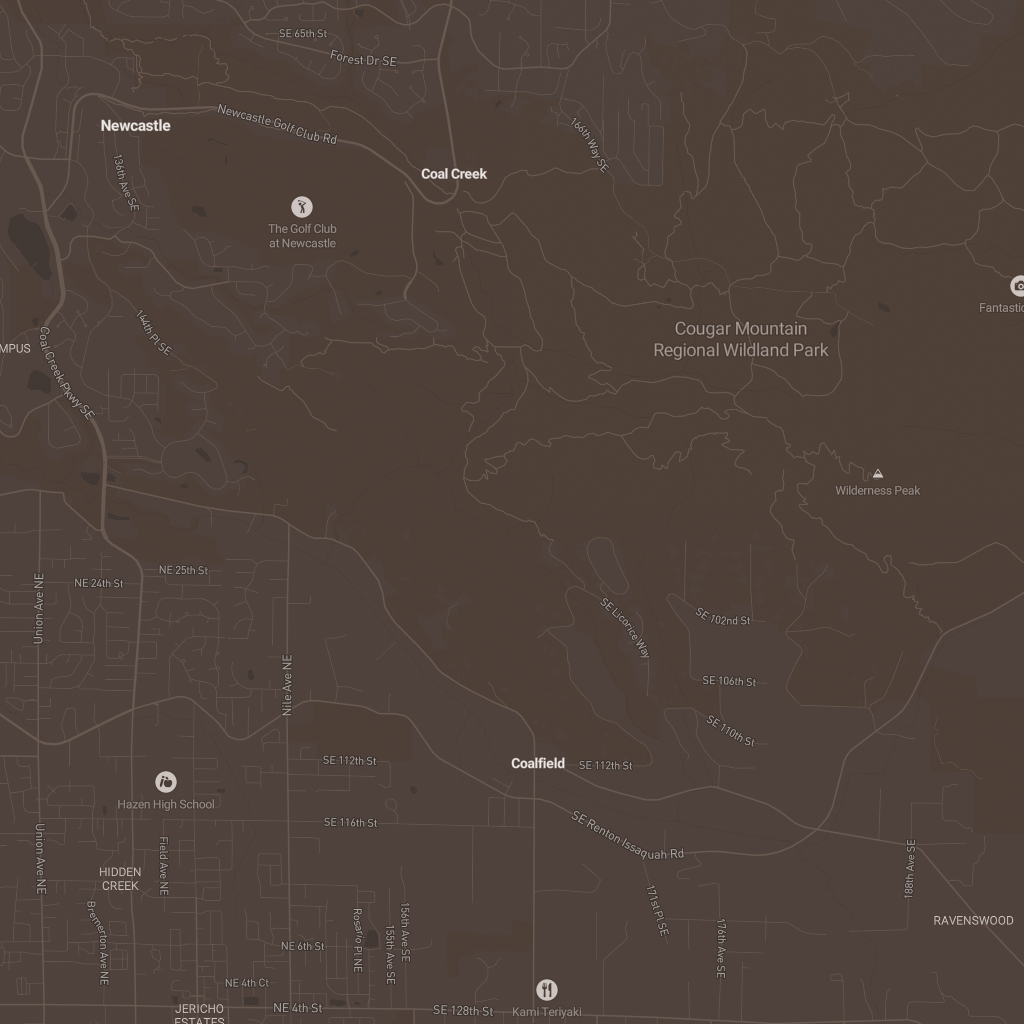 SE 65th St
Forest Dr SE
Newcastle Golf Club Rd
Newcastle
166th Way SE
136th Ave SE
Coal Creek
The Golf Club
at Newcastle
Fantastic
144th Pl SE
Cougar Mountain
Regional Wildland Park
MPUS
Coal Creek Pkwy SE
Wilderness Peak
NE 25th St
NE 24th St
Union Ave NE
SE Licorice Way
SE 102nd St
Nile Ave NE
SE 106th St
SE 110th St
SE 112th St
Coalfield
SE 112th St
Hazen High School
SE 116th St
SE Renton Issaquah Rd
Union Ave NE
Field Ave NE
188th Ave SE
HIDDEN
CREEK
171st Pl SE
Bremerton Ave NE
Rosario Pl NE
156th Ave SE
155th Ave SE
176th Ave SE
RAVENSWOOD
NE 6th St
NE 4th Ct
NE 4th St
JERICHO
ESTATES
SE 128th St
Kami Teriyaki